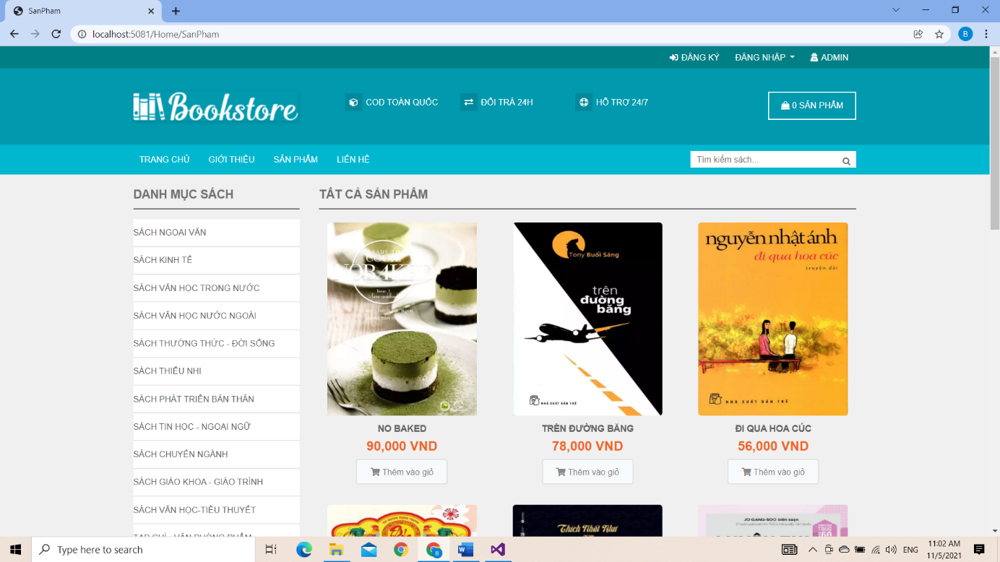 SanPham
localhost:5081/Home/SanPham
B
ĐĂNG KÝ ĐĂNG NHẬP ADMIN
Bookstore
COD TOÀN QUỐC ĐỔI TRẢ 24H HỖ TRỢ 24/7
0 SẢN PHẨM
TRANG CHỦ GIỚI THIỆU SẢN PHẨM LIÊN HỆ
Tìm kiếm sách...
DANH MỤC SÁCH
SÁCH NGOẠI VĂN
SÁCH KINH TẾ
SÁCH VĂN HỌC TRONG NƯỚC
SÁCH VĂN HỌC NƯỚC NGOÀI
SÁCH THƯỜNG THỨC - ĐỜI SỐNG
SÁCH THIẾU NHI
SÁCH PHÁT TRIỂN BẢN THÂN
SÁCH TIN HỌC - NGOẠI NGỮ
SÁCH CHUYÊN NGÀNH
SÁCH GIÁO KHOA - GIÁO TRÌNH
SÁCH VĂN HỌC-TIỂU THUYẾT
TẠP CHÍ - VĂN PHÒNG PHẨM
TẤT CẢ SẢN PHẨM
Tony Buổi Sáng
trên
đường
băng
NHÀ XUẤT BẢN TRẺ
nguyễn nhật ánh
đi qua hoa cúc
truyện dài
NHÀ XUẤT BẢN TRẺ
NO BAKED TRÊN ĐƯỜNG BĂNG ĐI QUA HOA CÚC
90,000 VND 78,000 VND 56,000 VND
Thêm vào giỏ Thêm vào giỏ Thêm vào giỏ
Thích Nhất Như
JO GANG-SOO biên soạn
Type here to search
ENG
11:02 AM
11/5/2021